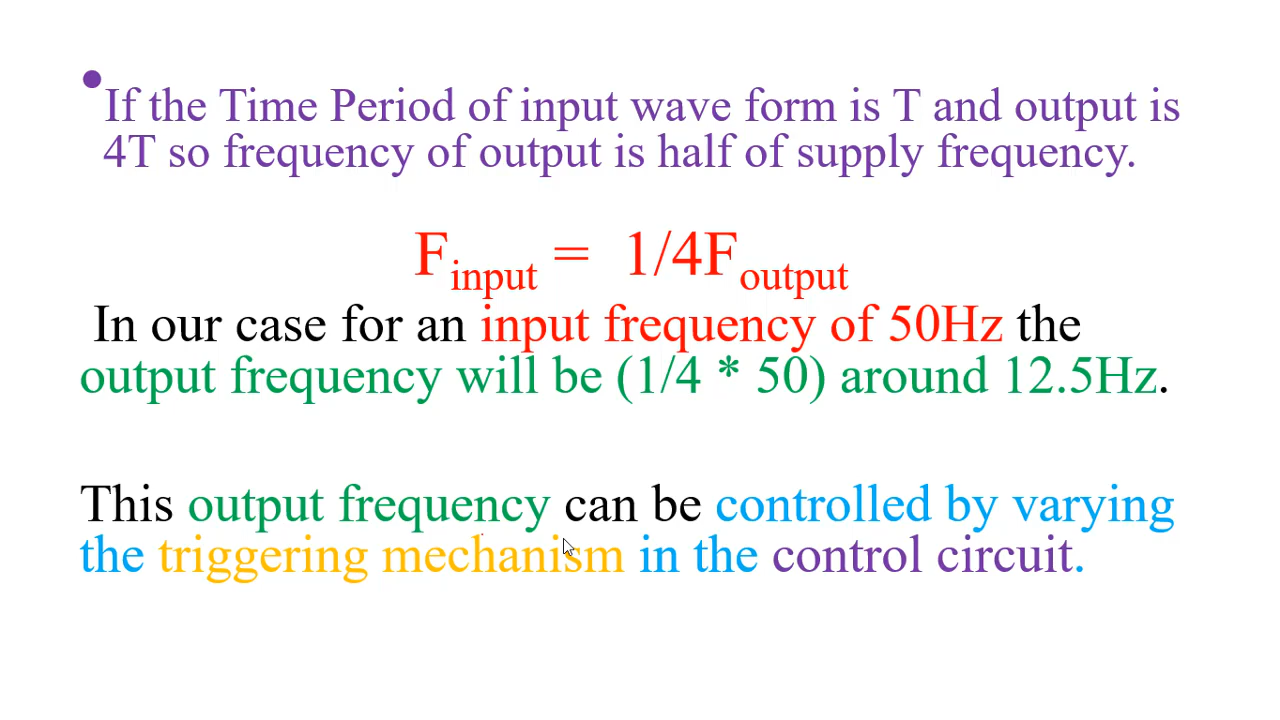 •If the Time Period of input wave form is T and output is
4T so frequency of output is half of supply frequency.
Finput = 1/4Foutput
In our case for an input frequency of 50Hz the
output frequency will be (1/4 * 50) around 12.5Hz.
This output frequency can be controlled by varying
the triggering mechanism in the control circuit.